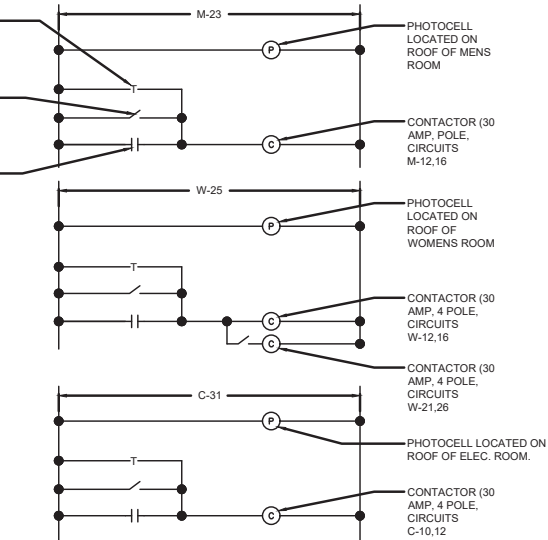 M-23
P
PHOTOCELL
LOCATED ON
ROOF OF MENS
ROOM
T
C
CONTACTOR (30
AMP, POLE,
CIRCUITS
M-12,16
W-25
P
PHOTOCELL
LOCATED ON
ROOF OF
WOMENS ROOM
T
C
CONTACTOR (30
AMP, 4 POLE,
CIRCUITS
W-12,16
C
CONTACTOR (30
AMP, 4 POLE,
CIRCUITS
W-21,26
C-31
P
PHOTOCELL LOCATED ON
ROOF OF ELEC. ROOM.
T
C
CONTACTOR (30
AMP, 4 POLE,
CIRCUITS
C-10,12